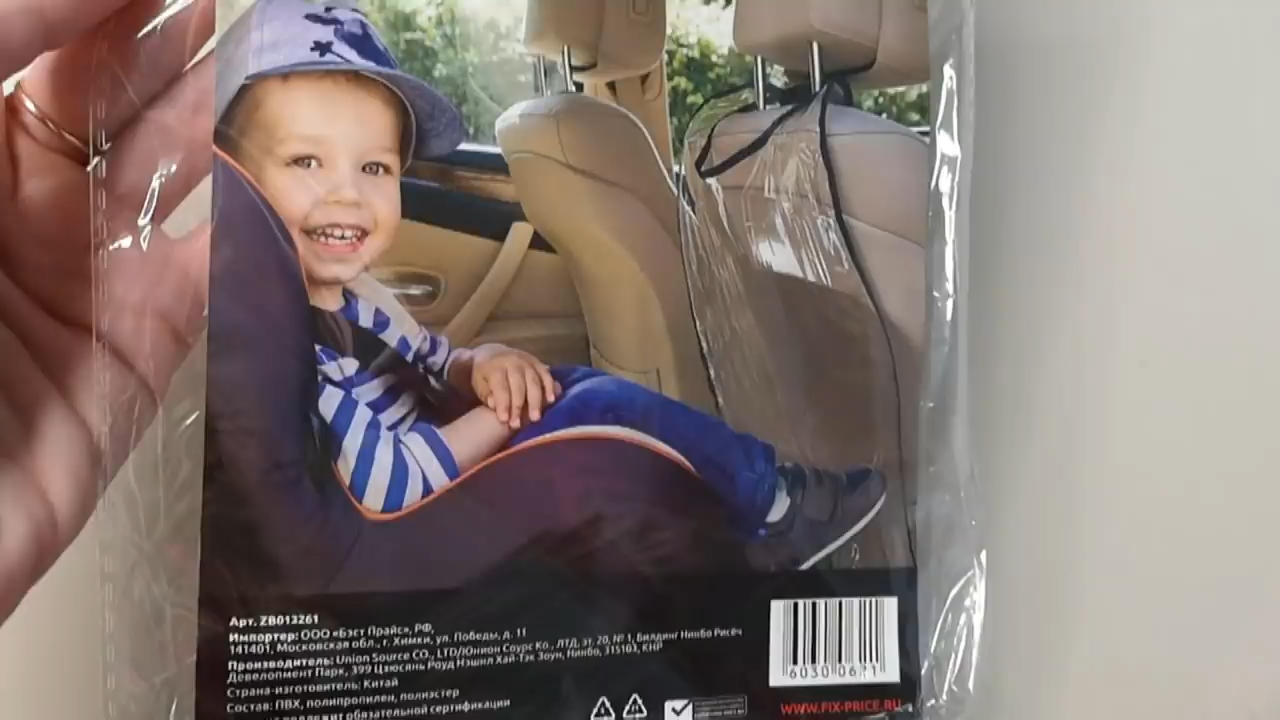 Арт. ZB013261
Импортер: ООО «Бэст Прайс», РФ,
141401, Московская обл., г. Химки, ул. Победы, д. 11
Производитель: Union Source CO., LTD/Юнион Соурс Ко., ЛТД, эт. 20, № 1, Билдинг Нинбо Рисёч
Девелопмент Парк, 399 Цзюсянь Роуд Нэшнл Хай-Тэк Зоун, Нинбо, 315103, КНР
Страна-изготовитель: Китай
Состав: ПВХ, полипропилен, полиэстер
подлежит обязательной сертификации
WWW.FIX-PRICE.RU